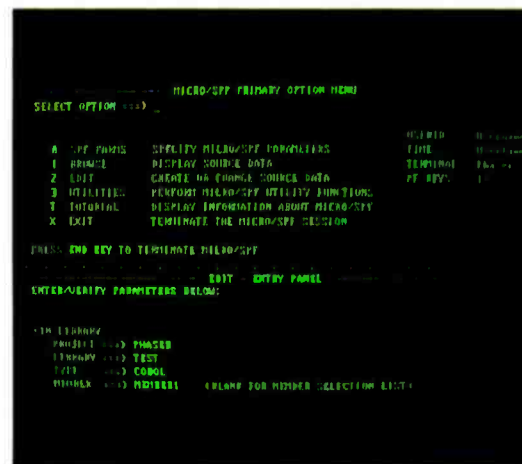 MICRO/SPF PRIMARY OPTION MENU
SELECT OPTION ===> _
USERID
0 SPF PARMS SPECIFY MICRO/SPF PARAMETERS TIME
1 BROWSE DISPLAY SOURCE DATA TERMINAL
2 EDIT CREATE OR CHANGE SOURCE DATA PF KEYS
3 UTILITIES PERFORM MICRO/SPF UTILITY FUNCTIONS
T TUTORIAL DISPLAY INFORMATION ABOUT MICRO/SPF
X EXIT TERMINATE THE MICRO/SPF SESSION
PRESS END KEY TO TERMINATE MICRO/SPF
EDIT - ENTRY PANEL
ENTER/VERIFY PARAMETERS BELOW:
LIBRARY
PROJECT ===> PHASER
LIBRARY ===> TEST
TYPE ===> COBOL
MEMBER ===> MEMBER1 (BLANK FOR MEMBER SELECTION LIST)